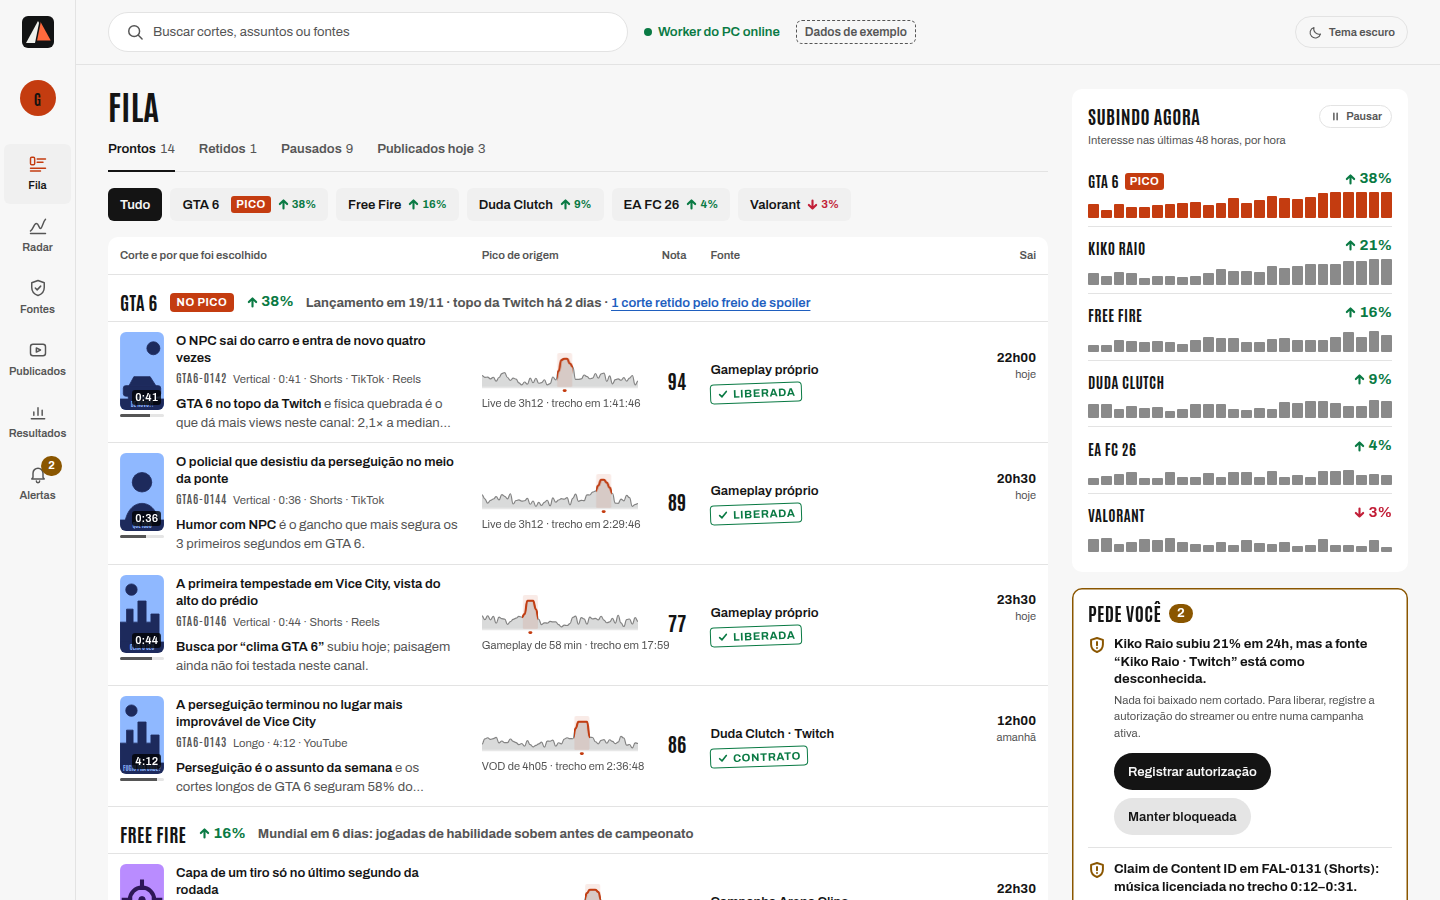 Buscar cortes, assuntos ou fontes
Worker do PC online
Dados de exemplo
Tema escuro
G
Fila
Radar
Fontes
Publicados
Resultados
2
Alertas
FILA
Prontos 14
Retidos 1
Pausados 9
Publicados hoje 3
Tudo
GTA 6 PICO 38%
Free Fire 16%
Duda Clutch 9%
EA FC 26 4%
Valorant 3%
Corte e por que foi escolhido
Pico de origem
Nota
Fonte
Sai
GTA 6 NO PICO 38% Lançamento em 19/11 · topo da Twitch há 2 dias · 1 corte retido pelo freio de spoiler
0:41
O NPC sai do carro e entra de novo quatro
vezes
GTA6-0142 Vertical · 0:41 · Shorts · TikTok · Reels
GTA 6 no topo da Twitch e física quebrada é o
que dá mais views neste canal: 2,1× a median...
Live de 3h12 · trecho em 1:41:46
94
Gameplay próprio
LIBERADA
22h00
hoje
0:36
O policial que desistiu da perseguição no meio
da ponte
GTA6-0144 Vertical · 0:36 · Shorts · TikTok
Humor com NPC é o gancho que mais segura os
3 primeiros segundos em GTA 6.
Live de 3h12 · trecho em 2:29:46
89
Gameplay próprio
LIBERADA
20h30
hoje
0:44
A primeira tempestade em Vice City, vista do
alto do prédio
GTA6-0146 Vertical · 0:44 · Shorts · Reels
Busca por “clima GTA 6” subiu hoje; paisagem
ainda não foi testada neste canal.
Gameplay de 58 min · trecho em 17:59
77
Gameplay próprio
LIBERADA
23h30
hoje
4:12
A perseguição terminou no lugar mais
improvável de Vice City
GTA6-0143 Longo · 4:12 · YouTube
Perseguição é o assunto da semana e os
cortes longos de GTA 6 seguram 58% do...
VOD de 4h05 · trecho em 2:36:48
86
Duda Clutch · Twitch
CONTRATO
12h00
amanhã
FREE FIRE 16% Mundial em 6 dias: jogadas de habilidade sobem antes de campeonato
Capa de um tiro só no último segundo da
rodada
22h30
SUBINDO AGORA
Pausar
Interesse nas últimas 48 horas, por hora
GTA 6 PICO 38%
KIKO RAIO 21%
FREE FIRE 16%
DUDA CLUTCH 9%
EA FC 26 4%
VALORANT 3%
PEDE VOCÊ 2
Kiko Raio subiu 21% em 24h, mas a fonte
“Kiko Raio · Twitch” está como
desconhecida.
Nada foi baixado nem cortado. Para liberar, registre a
autorização do streamer ou entre numa campanha
ativa.
Registrar autorização
Manter bloqueada
Claim de Content ID em FAL-0131 (Shorts):
música licenciada no trecho 0:12–0:31.